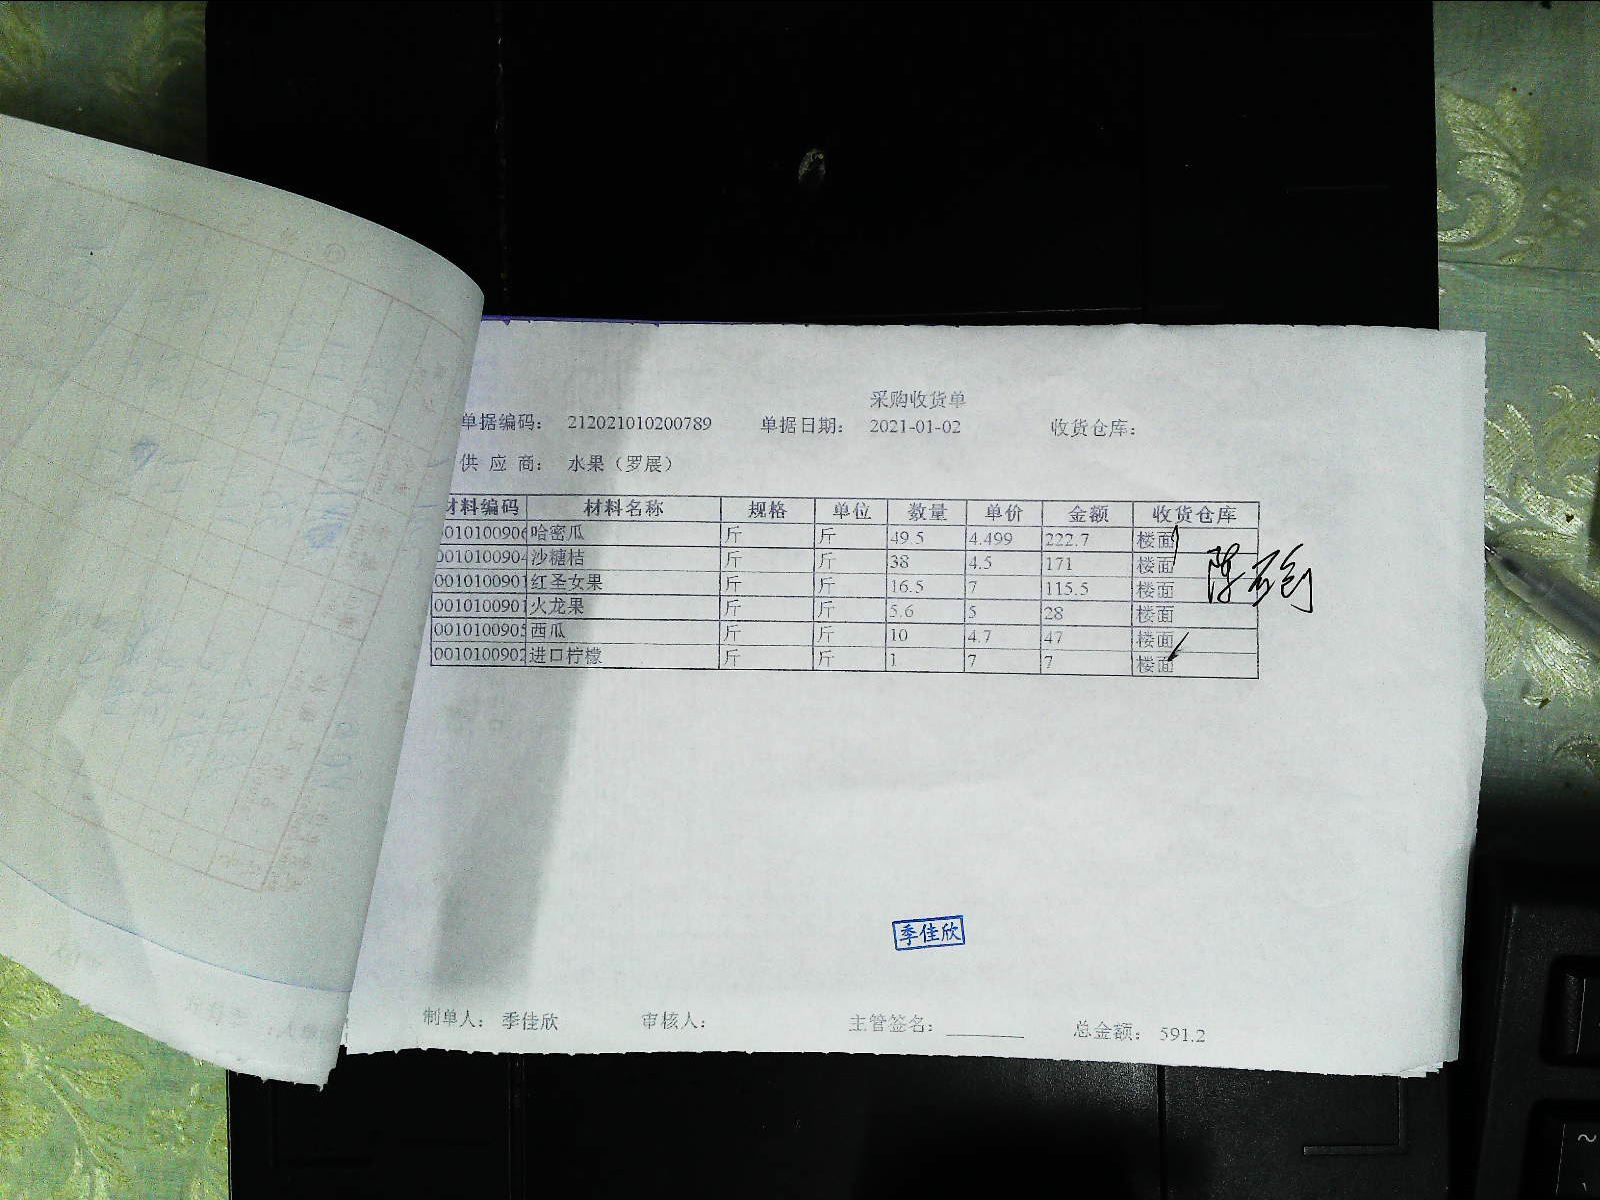 采购收货单
单据编码： 212021010200789 单据日期： 2021-01-02 收货仓库：
供 应 商： 水果（罗展）
材料编码 材料名称 规格 单位 数量 单价 金额 收货仓库
0010100906 哈密瓜 斤 斤 49.5 4.499 222.7 楼面
0010100904 沙糖桔 斤 斤 38 4.5 171 楼面
0010100901 红圣女果 斤 斤 16.5 7 115.5 楼面
0010100901 火龙果 斤 斤 5.6 5 28 楼面
0010100905 西瓜 斤 斤 10 4.7 47 楼面
0010100902 进口柠檬 斤 斤 1 7 7 楼面
季佳欣
制单人： 季佳欣 审核人： 主管签名： ________ 总金额： 591.2